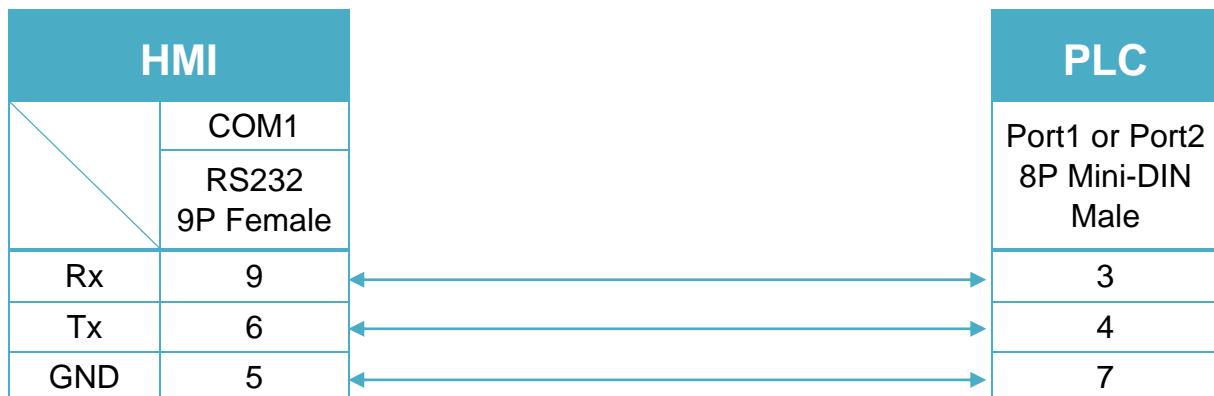 HMI
PLC
COM1
RS232
9P Female
Port1 or Port2
8P Mini-DIN
Male
Rx 9 3
Tx 6 4
GND 5 7